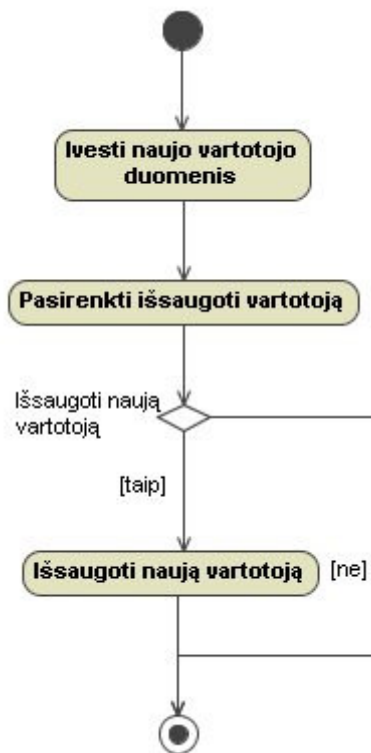 Ivesti naujo vartotojo
duomenis
Pasirenkti išsaugoti vartotoją
Išsaugoti naują
vartotoją
[taip]
Išsaugoti naują vartotoją
[ne]